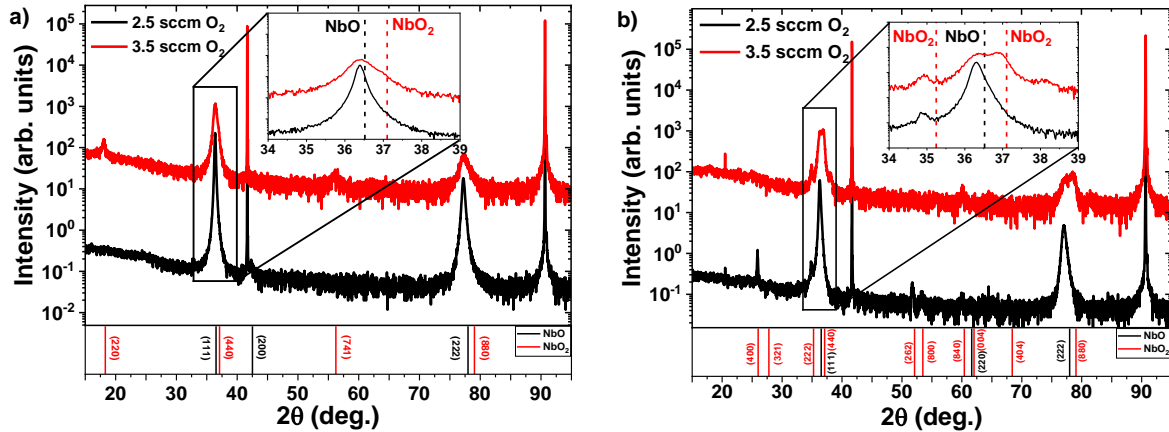 a)
2.5 sccm O2
3.5 sccm O2
NbO
NbO2
34 35 36 37 38 39
Intensity (arb. units)
10^5
10^4
10^3
10^2
10^1
10^0
10^-1
10^-2
(220)
(111)
(440)
(200)
(741)
(222)
(880)
NbO
NbO2
20 30 40 50 60 70 80 90
2θ (deg.)
b)
2.5 sccm O2
3.5 sccm O2
NbO2
NbO
NbO2
34 35 36 37 38 39
Intensity (arb. units)
10^5
10^4
10^3
10^2
10^1
10^0
10^-1
(400)
(321)
(222)
(111)
(440)
(262)
(800)
(840)
(220)
(004)
(404)
(222)
(880)
NbO
NbO2
20 30 40 50 60 70 80 90
2θ (deg.)